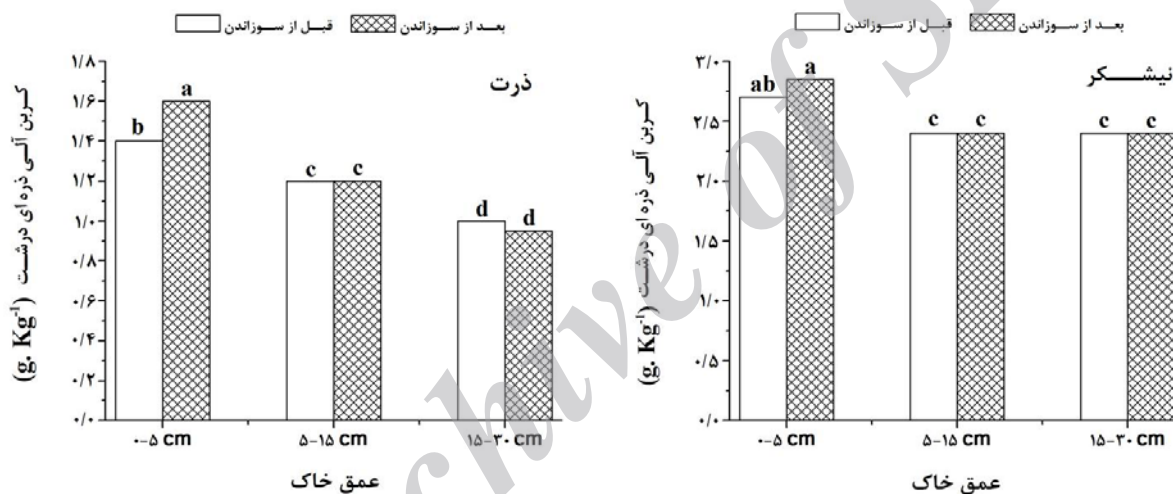 قبل از سوزاندن
بعد از سوزاندن
ذرت
کربن آلی ذره ای درشت (g. Kg-1)
۱/۸
۱/۶
۱/۴
۱/۲
۱/۰
۰/۸
۰/۶
۰/۴
۰/۲
۰/۰
b
a
c
c
d
d
۰-۵ cm
۵-۱۵ cm
۱۵-۳۰ cm
عمق خاک
قبل از سوزاندن
بعد از سوزاندن
نیشکر
کربن آلی ذره ای درشت (g. Kg-1)
۳/۰
۲/۵
۲/۰
۱/۵
۱/۰
۰/۵
۰/۰
ab
a
c
c
c
c
۰-۵ cm
۵-۱۵ cm
۱۵-۳۰ cm
عمق خاک
chive of S